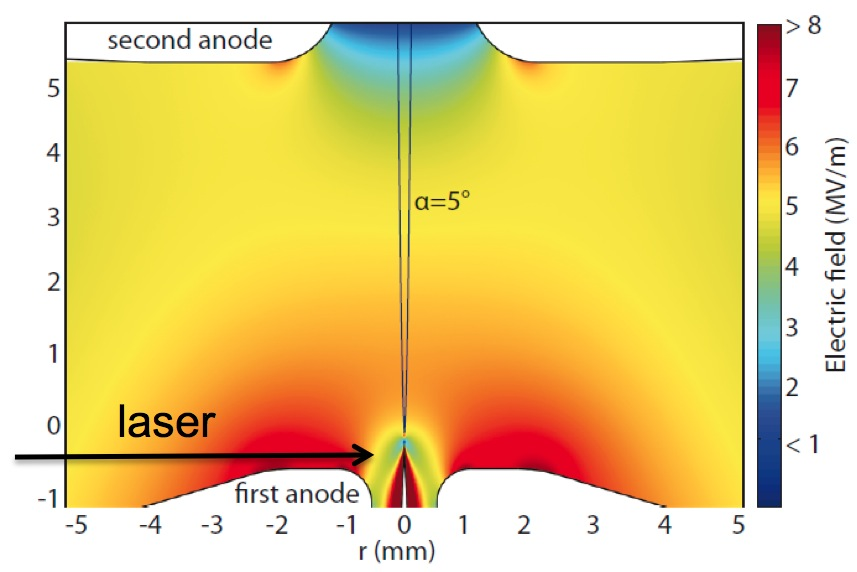 second anode
> 8
7
6
5
4
3
2
< 1
Electric field (MV/m)
5
4
3
2
1
0
-1
α=5°
laser
first anode
-5 -4 -3 -2 -1 0 1 2 3 4 5
r (mm)